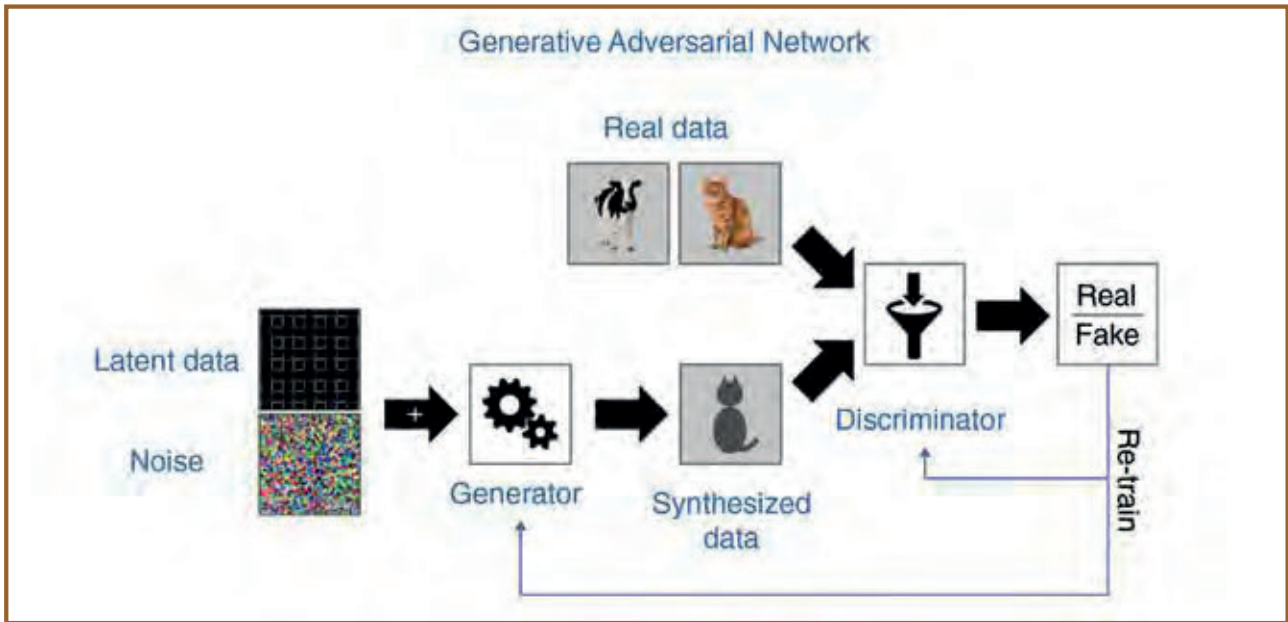 Generative Adversarial Network
Real data
Latent data
Noise
Generator
Synthesized
data
Discriminator
Real
Fake
Re-train